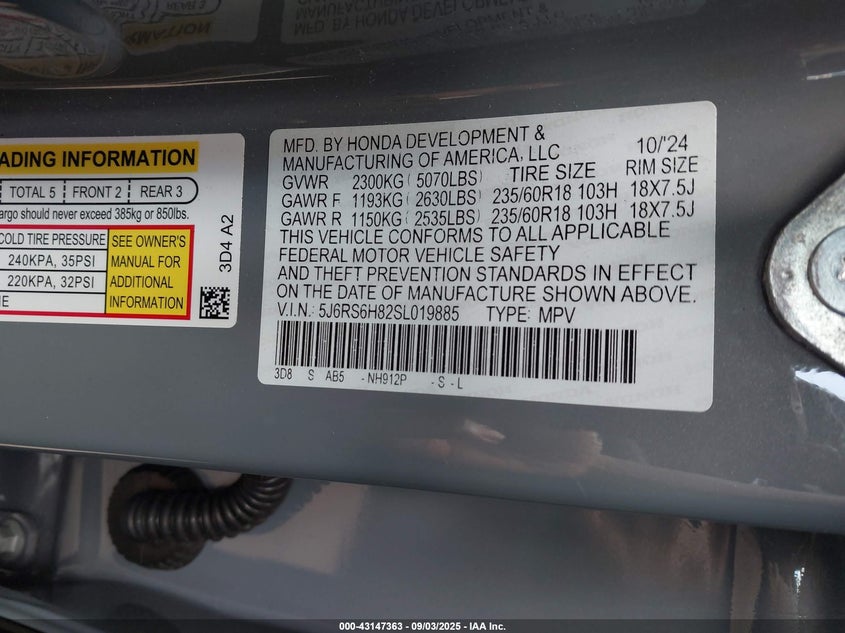 ADING INFORMATION
TOTAL 5 FRONT 2 REAR 3
argo should never exceed 385kg or 850lbs.
COLD TIRE PRESSURE
240KPA, 35PSI
220KPA, 32PSI
NE
SEE OWNER'S
MANUAL FOR
ADDITIONAL
INFORMATION
3D4 A2
MFD. BY HONDA DEVELOPMENT & 10/'24
MANUFACTURING OF AMERICA, LLC
TIRE SIZE RIM SIZE
GVWR 2300KG( 5070LBS)
GAWR F 1193KG( 2630LBS) 235/60R18 103H 18X7.5J
GAWR R 1150KG( 2535LBS) 235/60R18 103H 18X7.5J
THIS VEHICLE CONFORMS TO ALL APPLICABLE
FEDERAL MOTOR VEHICLE SAFETY
AND THEFT PREVENTION STANDARDS IN EFFECT
ON THE DATE OF MANUFACTURE SHOWN ABOVE.
V.I.N.: 5J6RS6H82SL019885 TYPE: MPV
3D8 S AB5 -NH912P -S-L
000-43147363 - 09/03/2025 - IAA Inc.